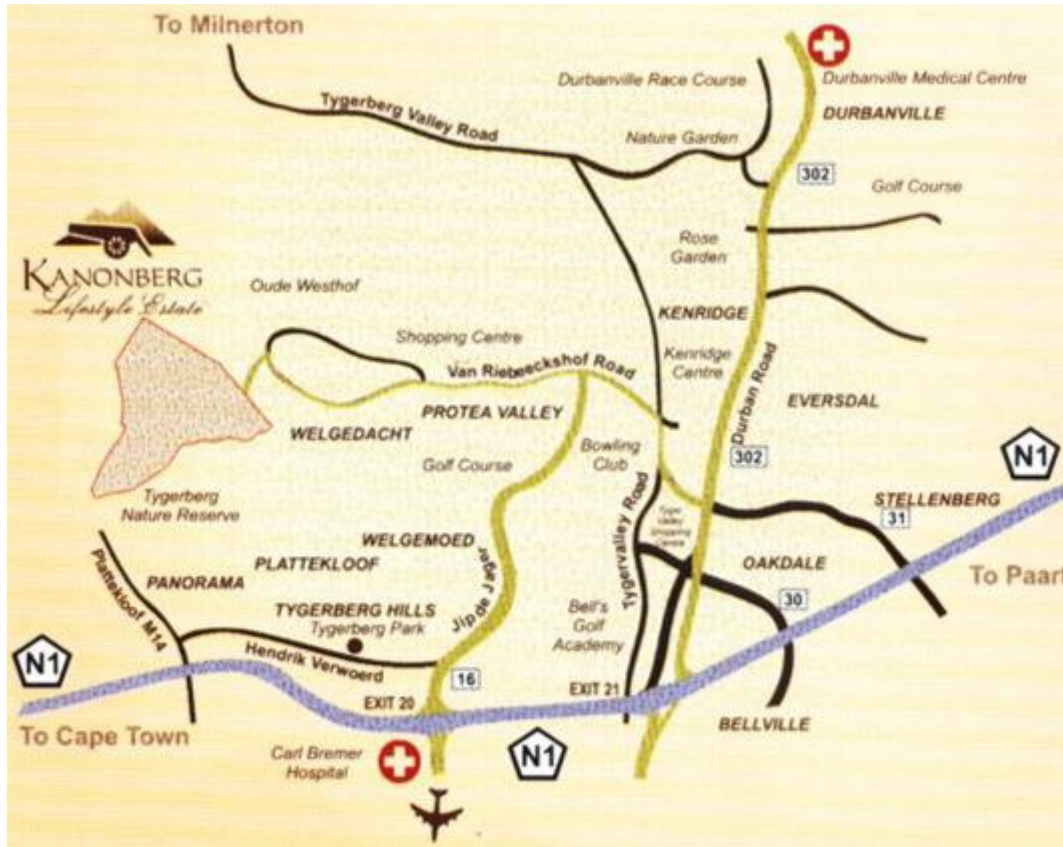 To Milnerton
Tygerberg Valley Road
Durbanville Race Course
Durbanville Medical Centre
DURBANVILLE
Nature Garden
302
Golf Course
KANONBERG
Lifestyle Estate
Rose
Garden
Oude Westhof
KENRIDGE
Shopping Centre
Van Riebeeckshof Road
Kenridge
Centre
Durban Road
EVERSDAL
PROTEA VALLEY
WELGEDACHT
Golf Course
Bowling
Club
302
N1
Tygerberg
Nature Reserve
STELLENBERG
31
Tygervalley Road
Tyger
Valley
Shopping
Centre
WELGEMOED
PLATTEKLOOF
OAKDALE
To Paarl
Plattekloof M14
PANORAMA
Jip de Jager
30
TYGERBERG HILLS
Tygerberg Park
Bell's
Golf
Academy
Hendrik Verwoerd
N1
16
EXIT 20
EXIT 21
BELLVILLE
To Cape Town
Carl Bremer
Hospital
N1